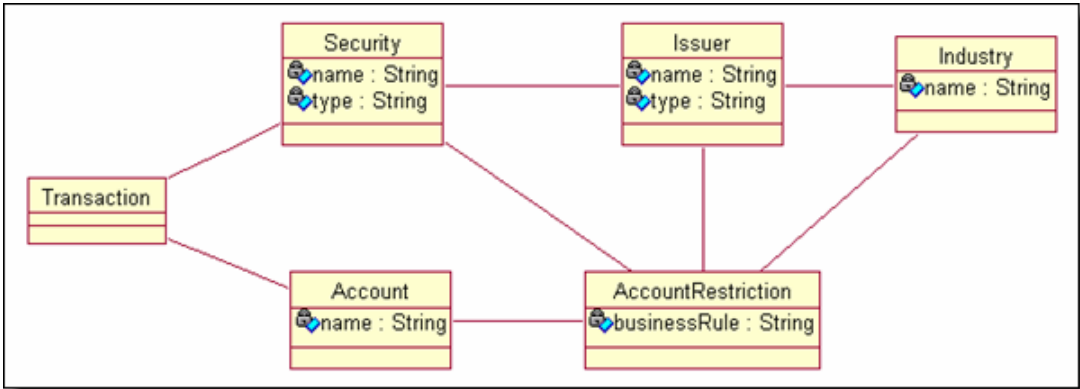 Security
name : String
type : String
Issuer
name : String
type : String
Industry
name : String
Transaction
Account
name : String
AccountRestriction
businessRule : String